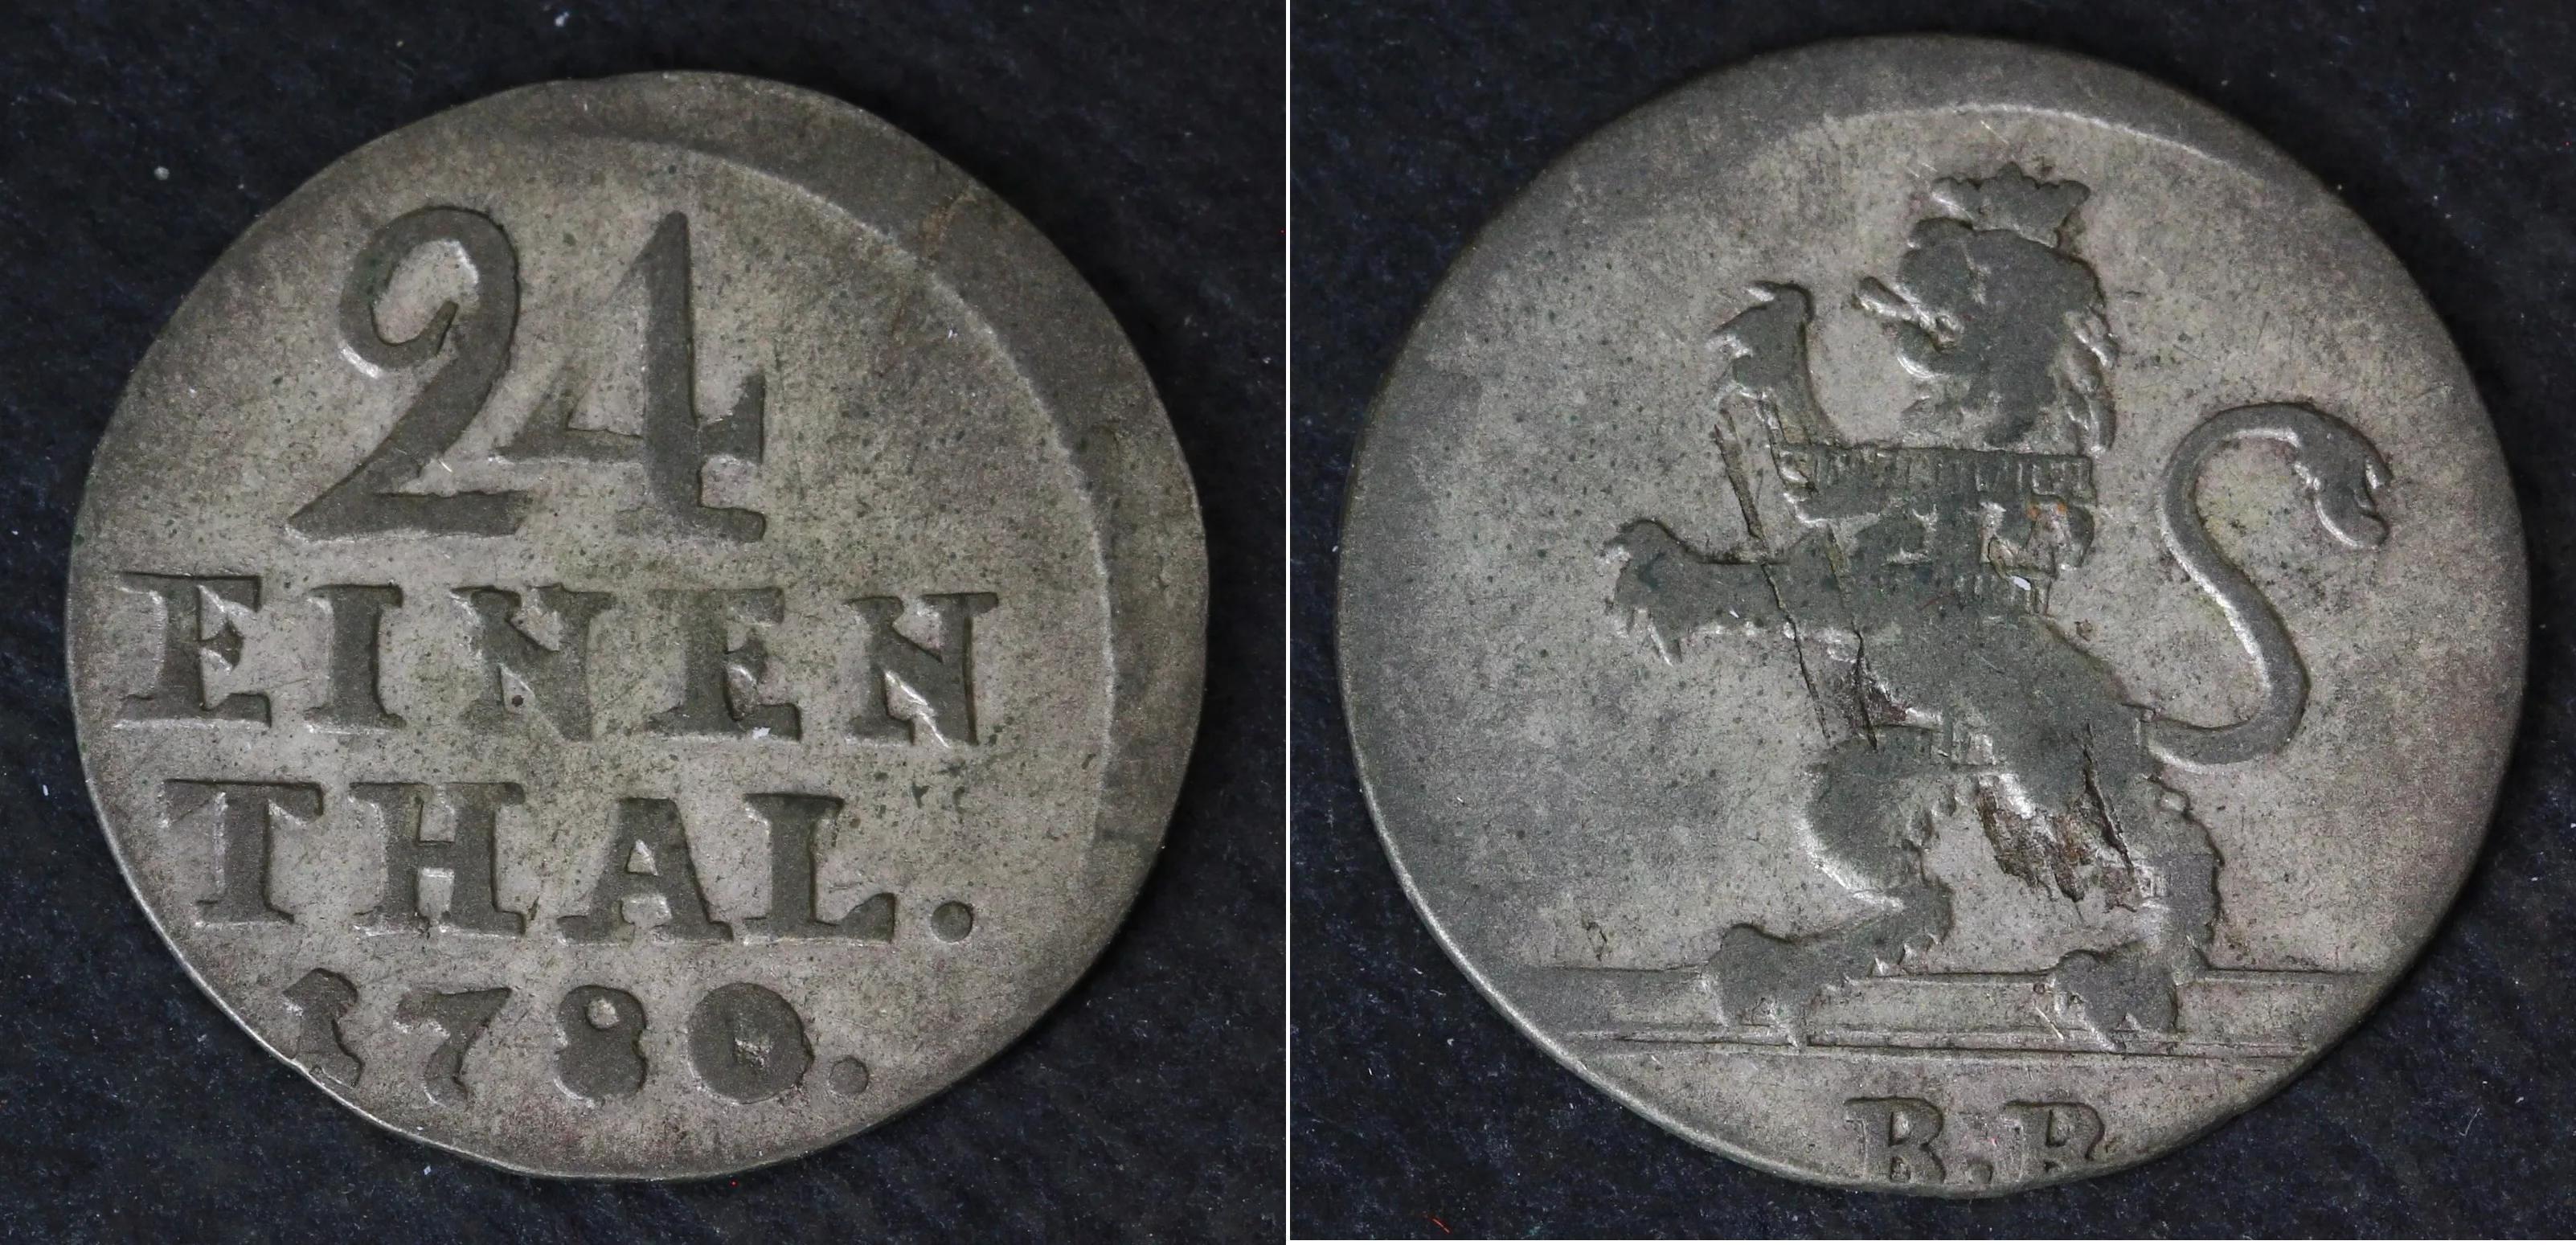 24
EINEN
THAL.
1780.
B.R.